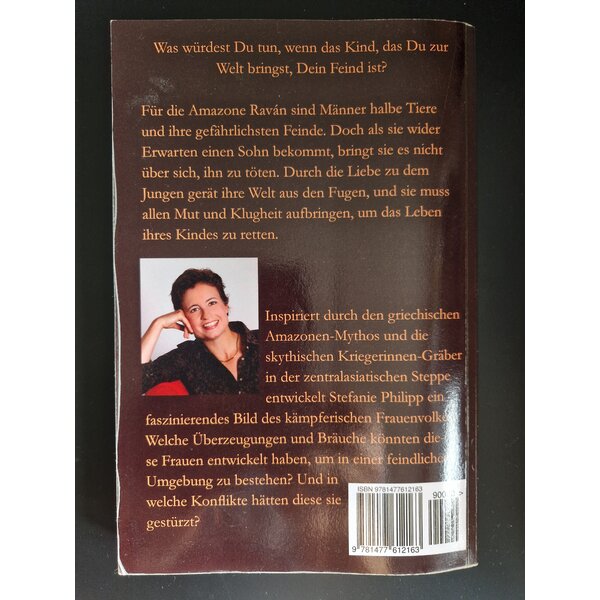 Was würdest Du tun, wenn das Kind, das Du zur
Welt bringst, Dein Feind ist?
Für die Amazone Raván sind Männer halbe Tiere
und ihre gefährlichsten Feinde. Doch als sie wider
Erwarten einen Sohn bekommt, bringt sie es nicht
über sich, ihn zu töten. Durch die Liebe zu dem
Jungen gerät ihre Welt aus den Fugen, und sie muss
allen Mut und Klugheit aufbringen, um das Leben
ihres Kindes zu retten.
Inspiriert durch den griechischen
Amazonen-Mythos und die
skythischen Kriegerinnen-Gräber
in der zentralasiatischen Steppe
entwickelt Stefanie Philipp ein
faszinierendes Bild des kämpferischen Frauenvolkes.
Welche Überzeugungen und Bräuche könnten die-
se Frauen entwickelt haben, um in einer feindlichen
Umgebung zu bestehen? Und in
welche Konflikte hätten diese sie
gestürzt?
ISBN 9781477612163
9 781477 612163